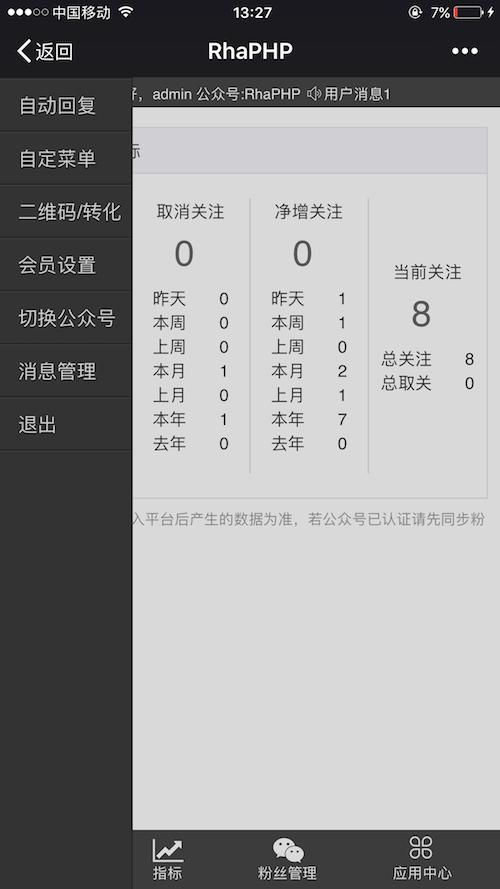 中国移动 13:27 7%
返回 RhaPHP
自动回复
自定菜单
二维码/转化
会员设置
切换公众号
消息管理
退出
好，admin 公众号:RhaPHP 用户消息1
标
取消关注
0
昨天 0
本周 0
上周 0
本月 1
上月 0
本年 1
去年 0
净增关注
0
昨天 1
本周 1
上周 0
本月 2
上月 1
本年 7
去年 0
当前关注
8
总关注 8
总取关 0
入平台后产生的数据为准，若公众号已认证请先同步粉
指标 粉丝管理 应用中心